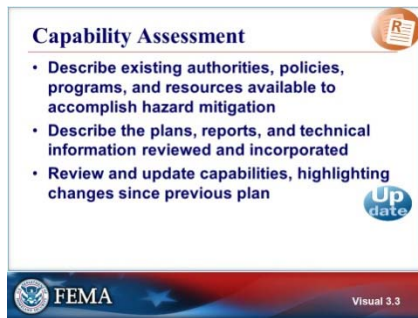 Capability Assessment
R
• Describe existing authorities, policies,
programs, and resources available to
accomplish hazard mitigation
• Describe the plans, reports, and technical
information reviewed and incorporated
• Review and update capabilities, highlighting
changes since previous plan
Up
date
FEMA
Visual 3.3